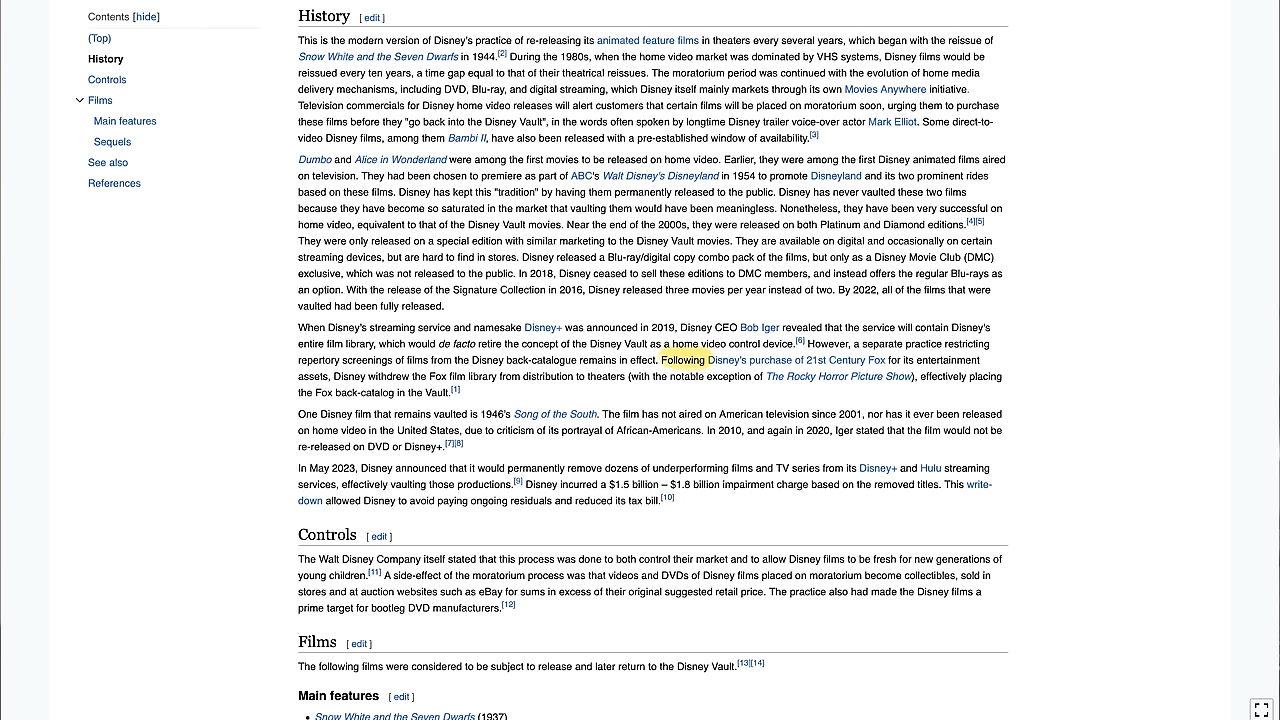 Contents [hide]
(Top)
History
Controls
Films
Main features
Sequels
See also
References
History [ edit ]
This is the modern version of Disney's practice of re-releasing its animated feature films in theaters every several years, which began with the reissue of
Snow White and the Seven Dwarfs in 1944.[2] During the 1980s, when the home video market was dominated by VHS systems, Disney films would be
reissued every ten years, a time gap equal to that of their theatrical reissues. The moratorium period was continued with the evolution of home media
delivery mechanisms, including DVD, Blu-ray, and digital streaming, which Disney itself mainly markets through its own Movies Anywhere initiative.
Television commercials for Disney home video releases will alert customers that certain films will be placed on moratorium soon, urging them to purchase
these films before they "go back into the Disney Vault", in the words often spoken by longtime Disney trailer voice-over actor Mark Elliot. Some direct-to-
video Disney films, among them Bambi II, have also been released with a pre-established window of availability.[3]
Dumbo and Alice in Wonderland were among the first movies to be released on home video. Earlier, they were among the first Disney animated films aired
on television. They had been chosen to premiere as part of ABC's Walt Disney's Disneyland in 1954 to promote Disneyland and its two prominent rides
based on these films. Disney has kept this "tradition" by having them permanently released to the public. Disney has never vaulted these two films
because they have become so saturated in the market that vaulting them would have been meaningless. Nonetheless, they have been very successful on
home video, equivalent to that of the Disney Vault movies. Near the end of the 2000s, they were released on both Platinum and Diamond editions.[4][5]
They were only released on a special edition with similar marketing to the Disney Vault movies. They are available on digital and occasionally on certain
streaming devices, but are hard to find in stores. Disney released a Blu-ray/digital copy combo pack of the films, but only as a Disney Movie Club (DMC)
exclusive, which was not released to the public. In 2018, Disney ceased to sell these editions to DMC members, and instead offers the regular Blu-rays as
an option. With the release of the Signature Collection in 2016, Disney released three movies per year instead of two. By 2022, all of the films that were
vaulted had been fully released.
When Disney's streaming service and namesake Disney+ was announced in 2019, Disney CEO Bob Iger revealed that the service will contain Disney's
entire film library, which would de facto retire the concept of the Disney Vault as a home video control device.[6] However, a separate practice restricting
repertory screenings of films from the Disney back-catalogue remains in effect. Following Disney's purchase of 21st Century Fox for its entertainment
assets, Disney withdrew the Fox film library from distribution to theaters (with the notable exception of The Rocky Horror Picture Show), effectively placing
the Fox back-catalog in the Vault.[1]
One Disney film that remains vaulted is 1946's Song of the South. The film has not aired on American television since 2001, nor has it ever been released
on home video in the United States, due to criticism of its portrayal of African-Americans. In 2010, and again in 2020, Iger stated that the film would not be
re-released on DVD or Disney+.[7][8]
In May 2023, Disney announced that it would permanently remove dozens of underperforming films and TV series from its Disney+ and Hulu streaming
services, effectively vaulting those productions.[9] Disney incurred a $1.5 billion – $1.8 billion impairment charge based on the removed titles. This write-
down allowed Disney to avoid paying ongoing residuals and reduced its tax bill.[10]
Controls [ edit ]
The Walt Disney Company itself stated that this process was done to both control their market and to allow Disney films to be fresh for new generations of
young children.[11] A side-effect of the moratorium process was that videos and DVDs of Disney films placed on moratorium become collectibles, sold in
stores and at auction websites such as eBay for sums in excess of their original suggested retail price. The practice also had made the Disney films a
prime target for bootleg DVD manufacturers.[12]
Films [ edit ]
The following films were considered to be subject to release and later return to the Disney Vault.[13][14]
Main features [ edit ]
• Snow White and the Seven Dwarfs (1937)